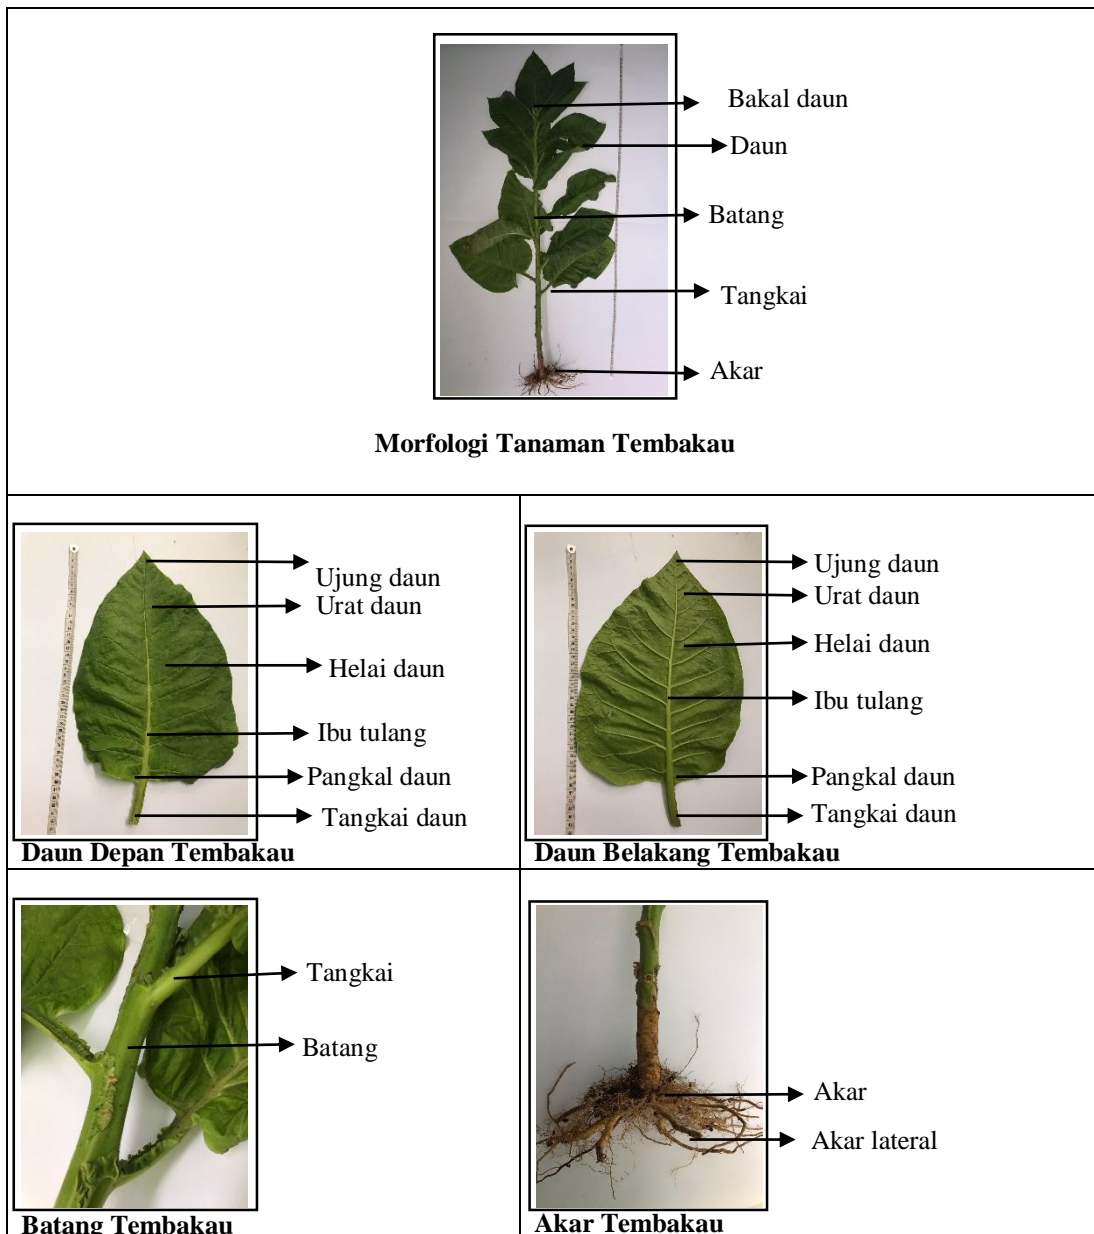 Bakal daun
Daun
Batang
Tangkai
Akar
Morfologi Tanaman Tembakau
Ujung daun
Urat daun
Helai daun
Ibu tulang
Pangkal daun
Tangkai daun
Daun Depan Tembakau
Ujung daun
Urat daun
Helai daun
Ibu tulang
Pangkal daun
Tangkai daun
Daun Belakang Tembakau
Tangkai
Batang
Batang Tembakau
Akar
Akar lateral
Akar Tembakau